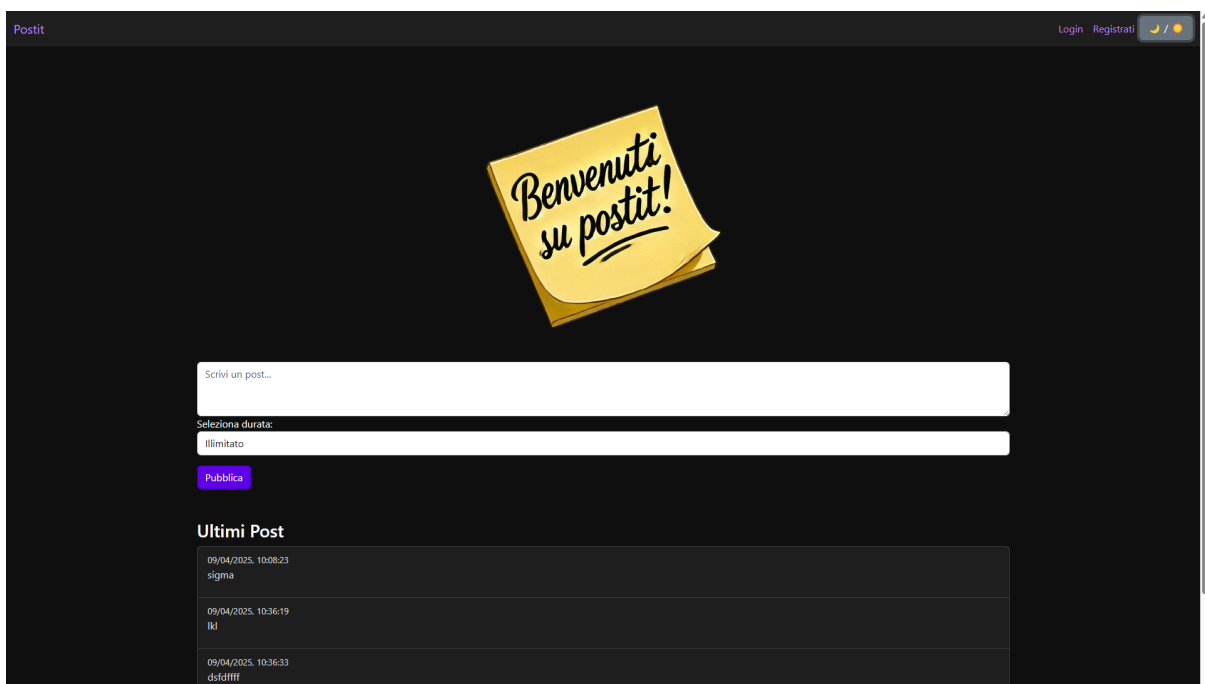 Postit
Login Registrati 🌙 / ☀️
Benvenuti
su postit!
Scrivi un post...
Seleziona durata:
Illimitato
Pubblica
Ultimi Post
09/04/2025, 10:08:23
sigma
09/04/2025, 10:36:19
lkl
09/04/2025, 10:36:33
dsfdffff